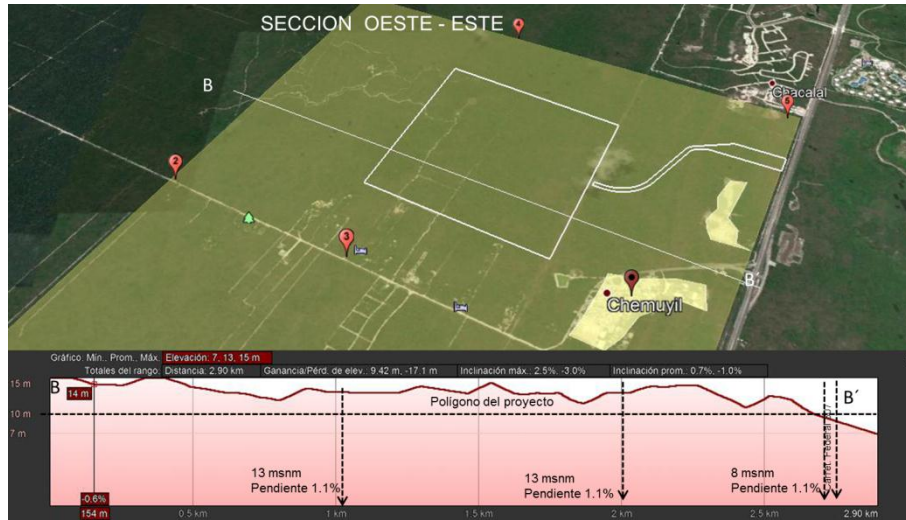 SECCION OESTE - ESTE
4
B
Chacalal
5
2
3
B´
Chemuyil
Gráfico: Mín., Prom., Máx. Elevación: 7, 13, 15 m
Totales del rango: Distancia: 2.90 km Ganancia/Pérd. de elev.: 9.42 m, -17.1 m Inclinación máx.: 2.5%, -3.0% Inclinación prom.: 0.7%, -1.0%
15 m
B
14 m
B´
Polígono del proyecto
10 m
7 m
Carret. Federal 307
13 msnm
Pendiente 1.1%
13 msnm
Pendiente 1.1%
8 msnm
Pendiente 1.1%
-0.6%
154 m
0.5 km
1 km
1.5 km
2 km
2.5 km
2.90 km